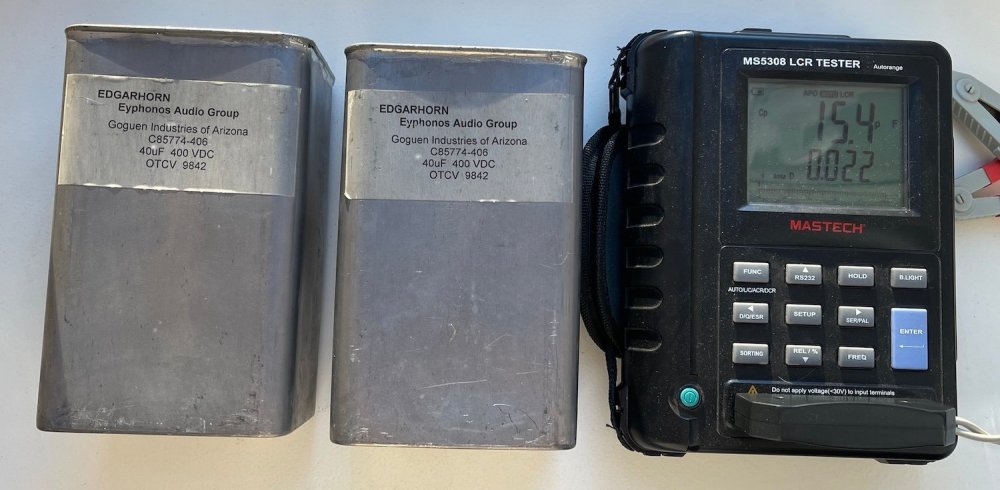 EDGARHORN
Eyphonos Audio Group
Goguen Industries of Arizona
C85774-406
40uF 400 VDC
OTCV 9842
EDGARHORN
Eyphonos Audio Group
Goguen Industries of Arizona
C85774-406
40uF 400 VDC
OTCV 9842
MS5308 LCR TESTER Autorange
APO LCR
Cp 15.4 p F
D 0.022
MASTECH
FUNC RS232 HOLD B.LIGHT
AUTO/L/C/ACR/DCR
D/Q/ESR SETUP SER/PAL ENTER
SORTING REL/% FREQ
Do not apply voltage(<30V) to input terminals